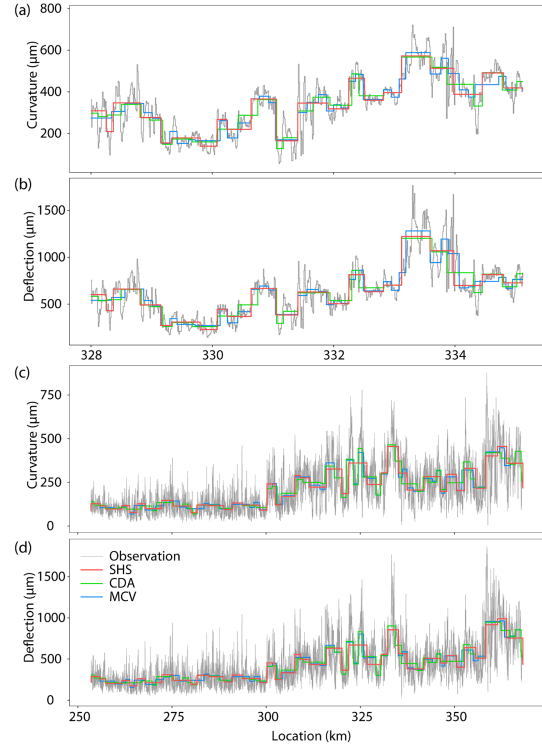 (a)
800
600
400
200
Curvature (µm)
(b)
1500
1000
500
Deflection (µm)
328
330
332
334
(c)
750
500
250
0
Curvature (µm)
(d)
Observation
SHS
CDA
MCV
1500
1000
500
0
Deflection (µm)
250
275
300
325
350
Location (km)